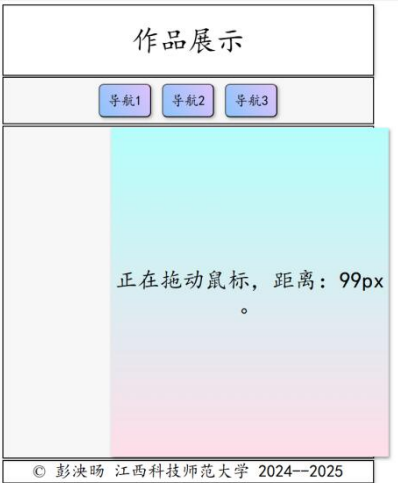 作品展示
导航1
导航2
导航3
正在拖动鼠标，距离：99px
。
© 彭泱旸 江西科技师范大学 2024--2025